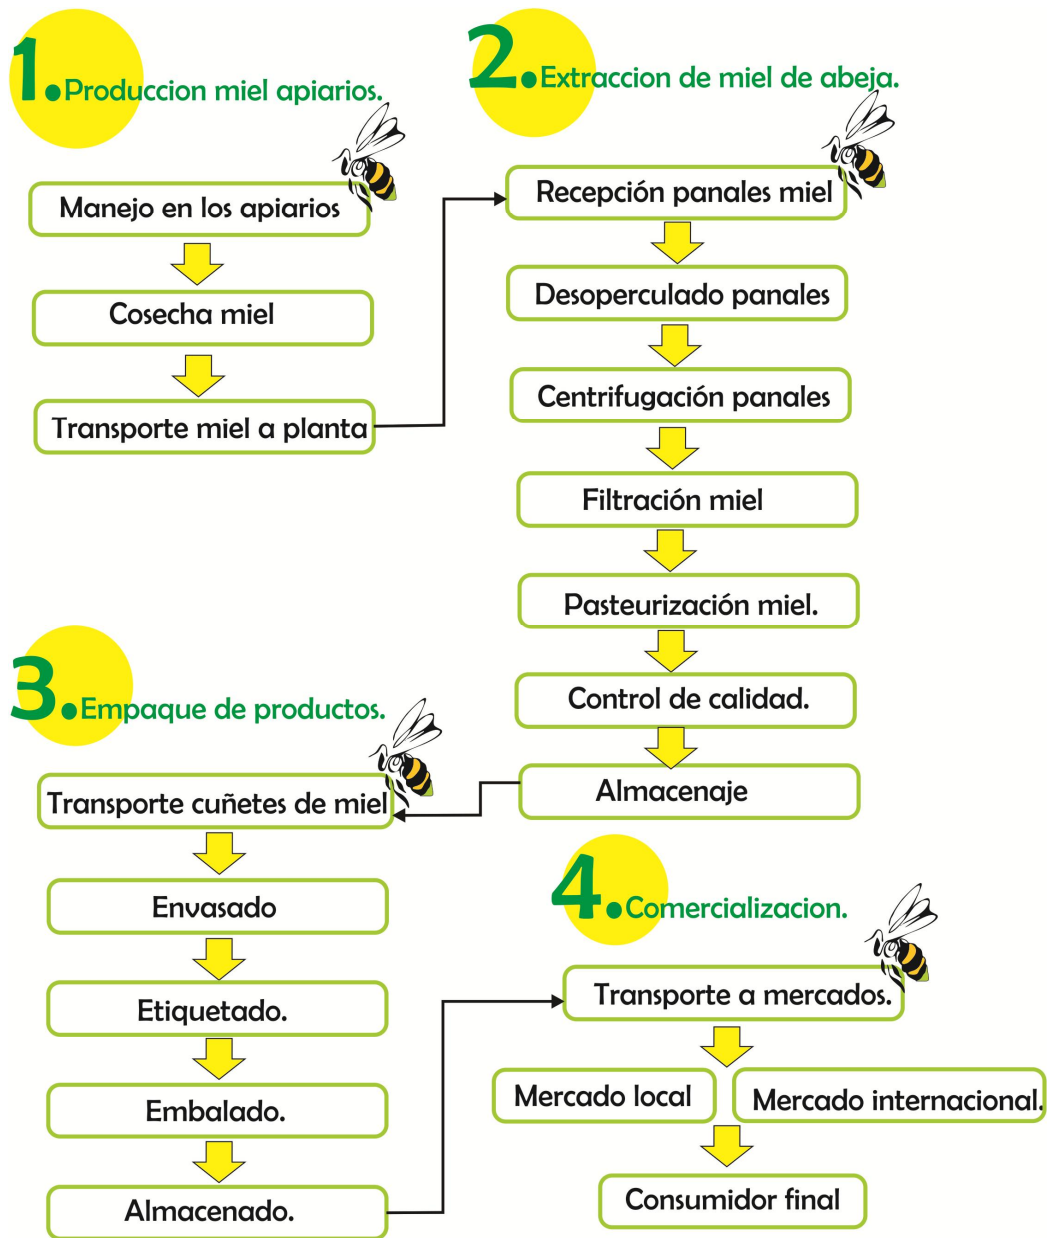 1. Produccion miel apiarios.
Manejo en los apiarios
Cosecha miel
Transporte miel a planta
2. Extraccion de miel de abeja.
Recepción panales miel
Desoperculado panales
Centrifugación panales
Filtración miel
Pasteurización miel.
Control de calidad.
Almacenaje
3. Empaque de productos.
Transporte cuñetes de miel
Envasado
Etiquetado.
Embalado.
Almacenado.
4. Comercializacion.
Transporte a mercados.
Mercado local
Mercado internacional.
Consumidor final